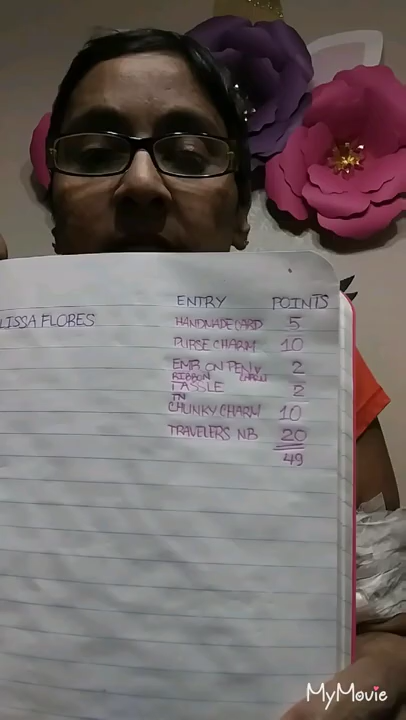 ENTRY POINTS
LISSA FLORES HANDMADE CARD 5
PURSE CHARM 10
EMB ON PEN 2
RIBBON
TASSLE 2
TN
CHUNKY CHARM 10
TRAVELERS NB 20
49
MyMovie